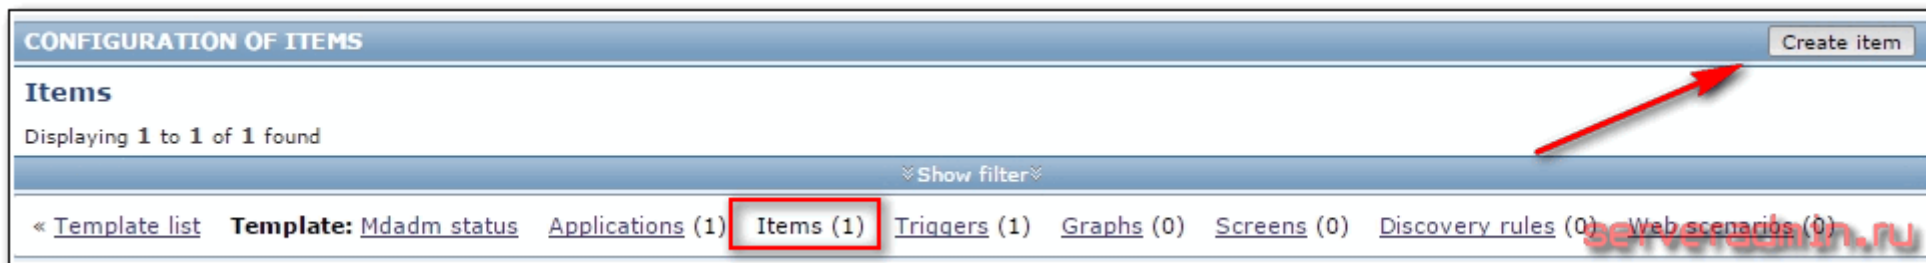 CONFIGURATION OF ITEMS Create item
Items
Displaying 1 to 1 of 1 found
Show filter
« Template list Template: Mdadm status Applications (1) Items (1) Triggers (1) Graphs (0) Screens (0) Discovery rules (0) Web scenarios (0)
serveradmin.ru